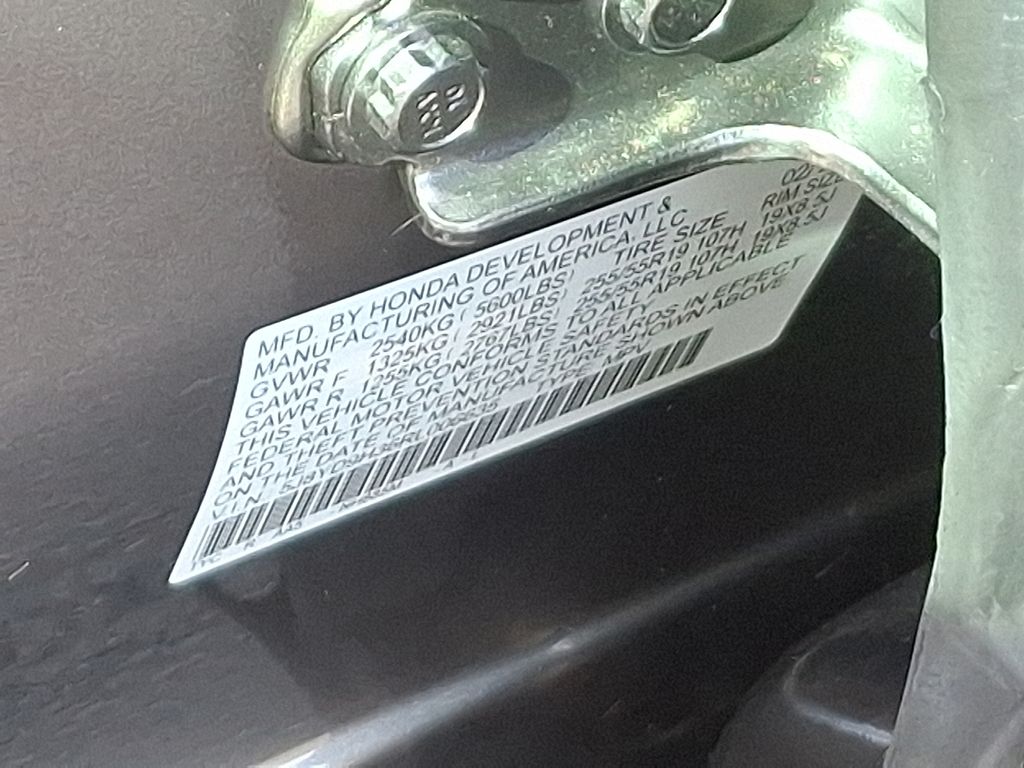 MFD. BY HONDA DEVELOPMENT &
MANUFACTURING OF AMERICA, LLC 02/
GVWR 2540KG ( 5600LBS) TIRE SIZE RIM SIZE
GAWR F 1325KG ( 2921LBS) 255/55R19 107H 19X8.5J
GAWR R 1255KG ( 2767LBS) 255/55R19 107H 19X8.5J
THIS VEHICLE CONFORMS TO ALL APPLICABLE
FEDERAL MOTOR VEHICLE SAFETY,
AND THEFT PREVENTION STANDARDS IN EFFECT
ON THE DATE OF MANUFACTURE SHOWN ABOVE
V.I.N.: TYPE: MPV